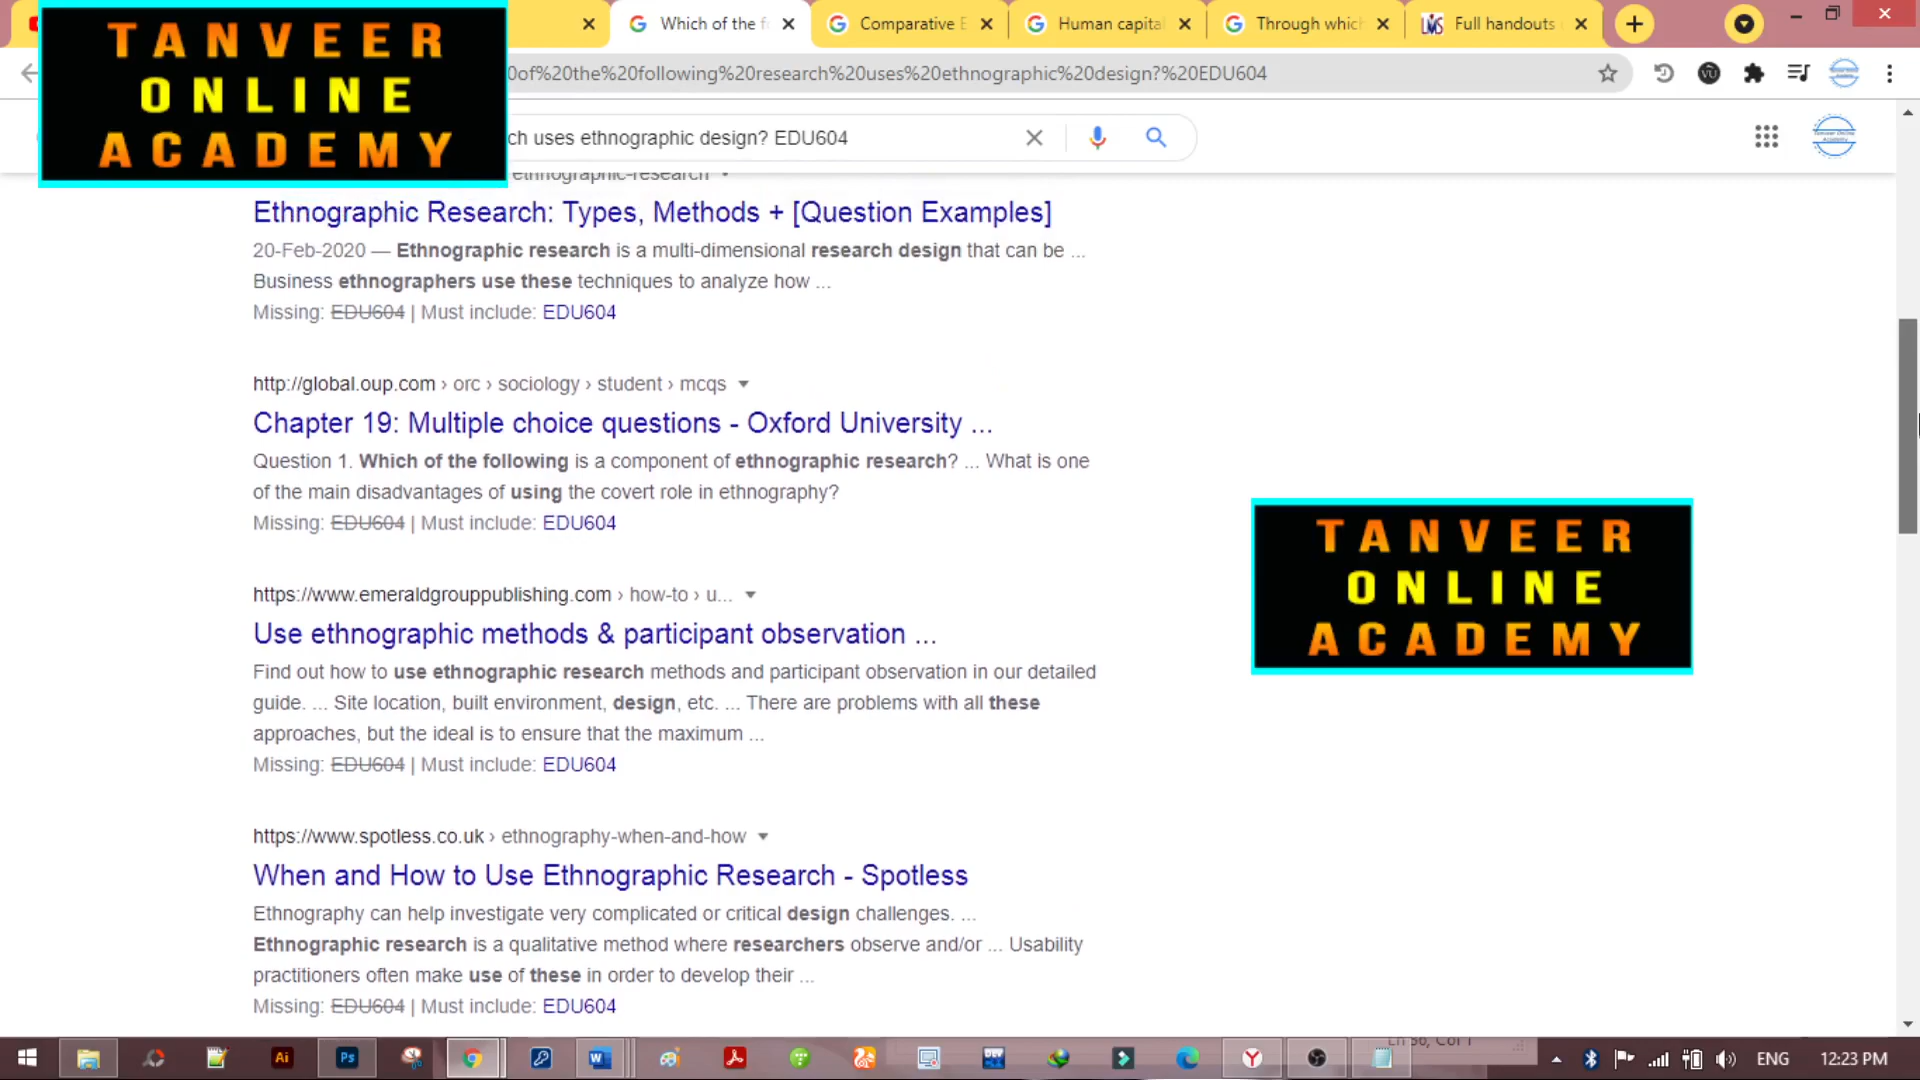 TANVEER
ONLINE
ACADEMY
Which of the f
Comparative E
Human capital
Through which
Full handouts
of%20the%20following%20research%20uses%20ethnographic%20design?%20EDU604
ch uses ethnographic design? EDU604
ethnographic-research
Ethnographic Research: Types, Methods + [Question Examples]
20-Feb-2020 — Ethnographic research is a multi-dimensional research design that can be ...
Business ethnographers use these techniques to analyze how ...
Missing: EDU604 | Must include: EDU604
http://global.oup.com › orc › sociology › student › mcqs
Chapter 19: Multiple choice questions - Oxford University ...
Question 1. Which of the following is a component of ethnographic research? ... What is one
of the main disadvantages of using the covert role in ethnography?
Missing: EDU604 | Must include: EDU604
https://www.emeraldgrouppublishing.com › how-to › u...
Use ethnographic methods & participant observation ...
Find out how to use ethnographic research methods and participant observation in our detailed
guide. ... Site location, built environment, design, etc. ... There are problems with all these
approaches, but the ideal is to ensure that the maximum ...
Missing: EDU604 | Must include: EDU604
https://www.spotless.co.uk › ethnography-when-and-how
When and How to Use Ethnographic Research - Spotless
Ethnography can help investigate very complicated or critical design challenges. ...
Ethnographic research is a qualitative method where researchers observe and/or ... Usability
practitioners often make use of these in order to develop their ...
Missing: EDU604 | Must include: EDU604
TANVEER
ONLINE
ACADEMY
Ai
Ps
ENG
12:23 PM